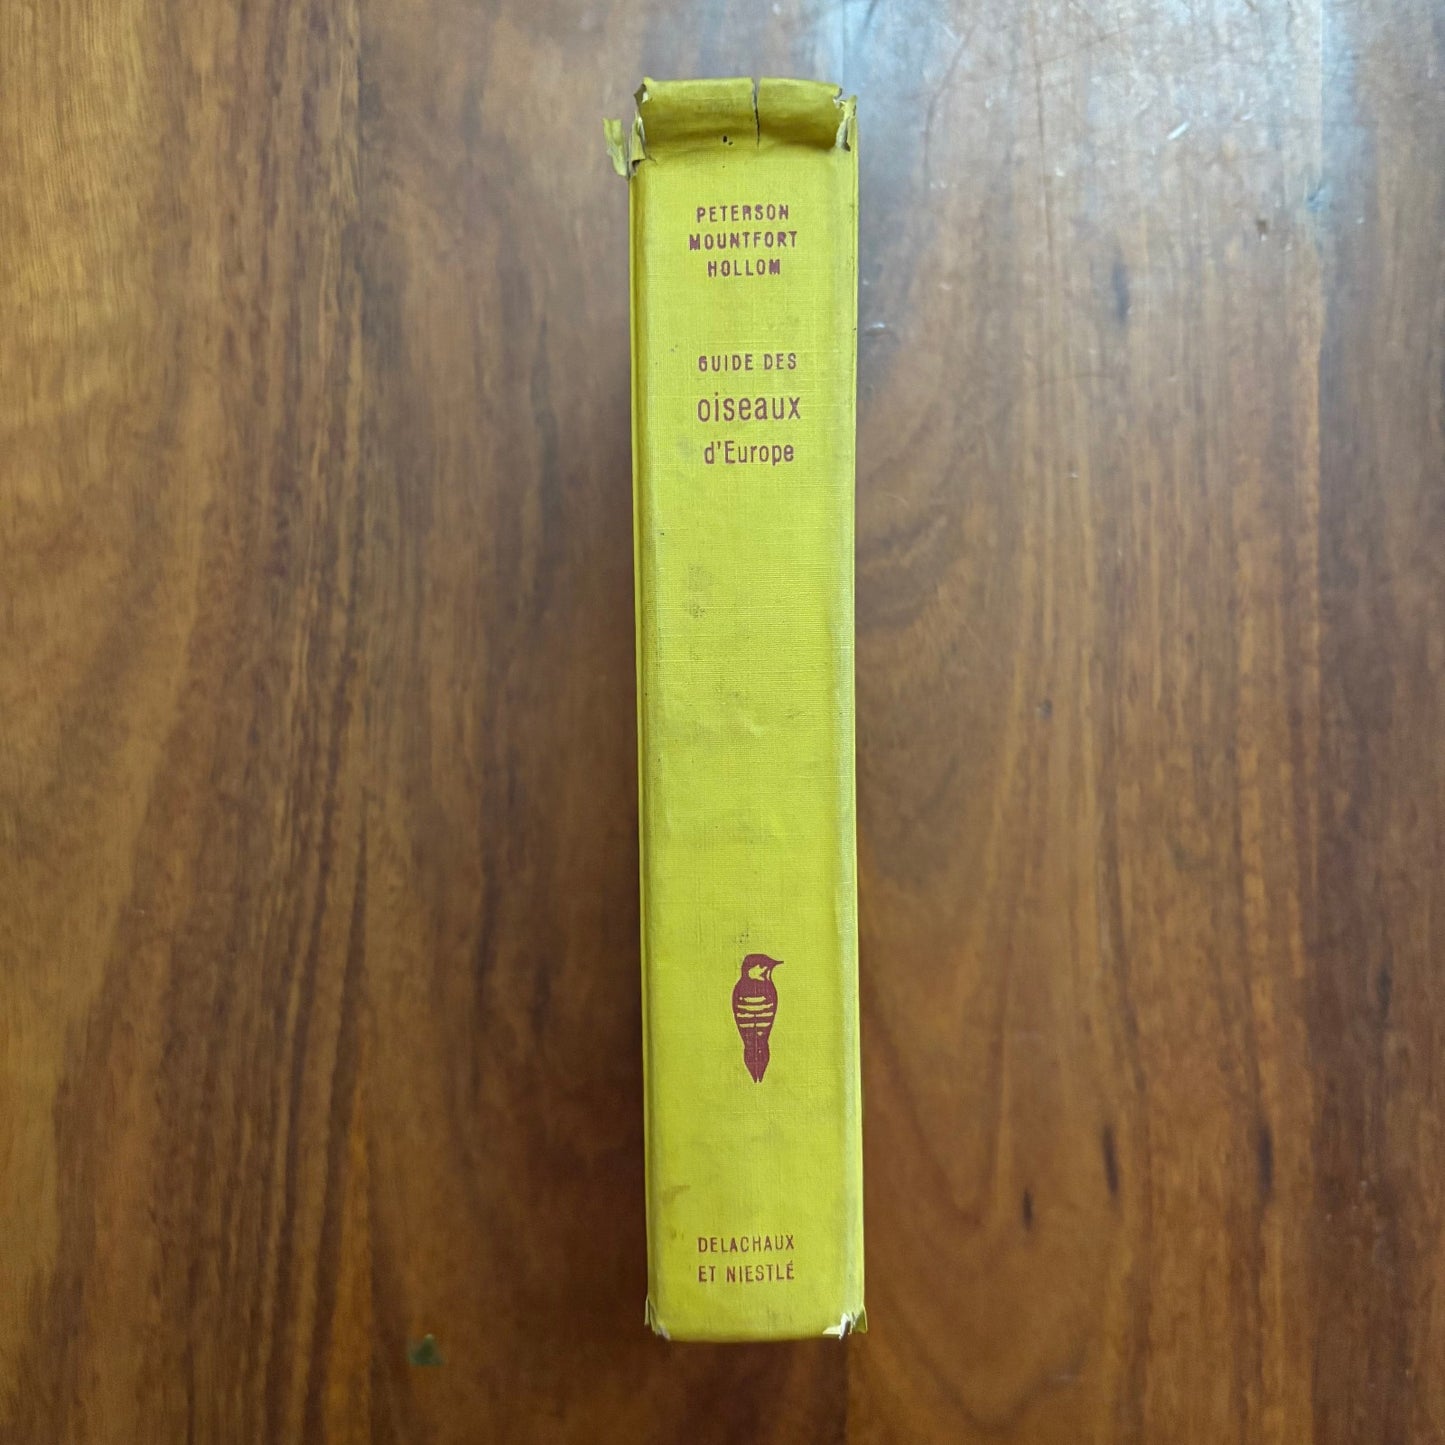 PETERSON
MOUNTFORT
HOLLOM
GUIDE DES
oiseaux
d'Europe
DELACHAUX
ET NIESTLÉ